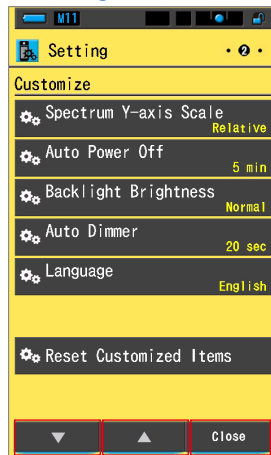 M11
Setting
· ❷ ·
Customize
Spectrum Y-axis Scale
Relative
Auto Power Off
5 min
Backlight Brightness
Normal
Auto Dimmer
20 sec
Language
English
Reset Customized Items
▼ ▲ Close